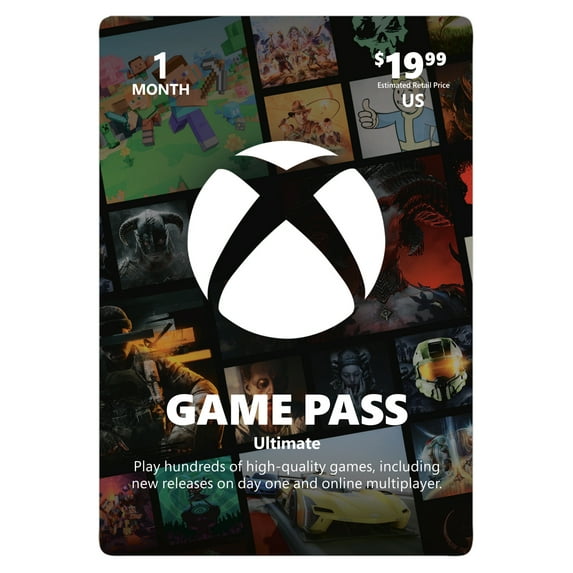 1
MONTH
$19.99
Estimated Retail Price
US
GAME PASS
Ultimate
Play hundreds of high-quality games, including
new releases on day one and online multiplayer.